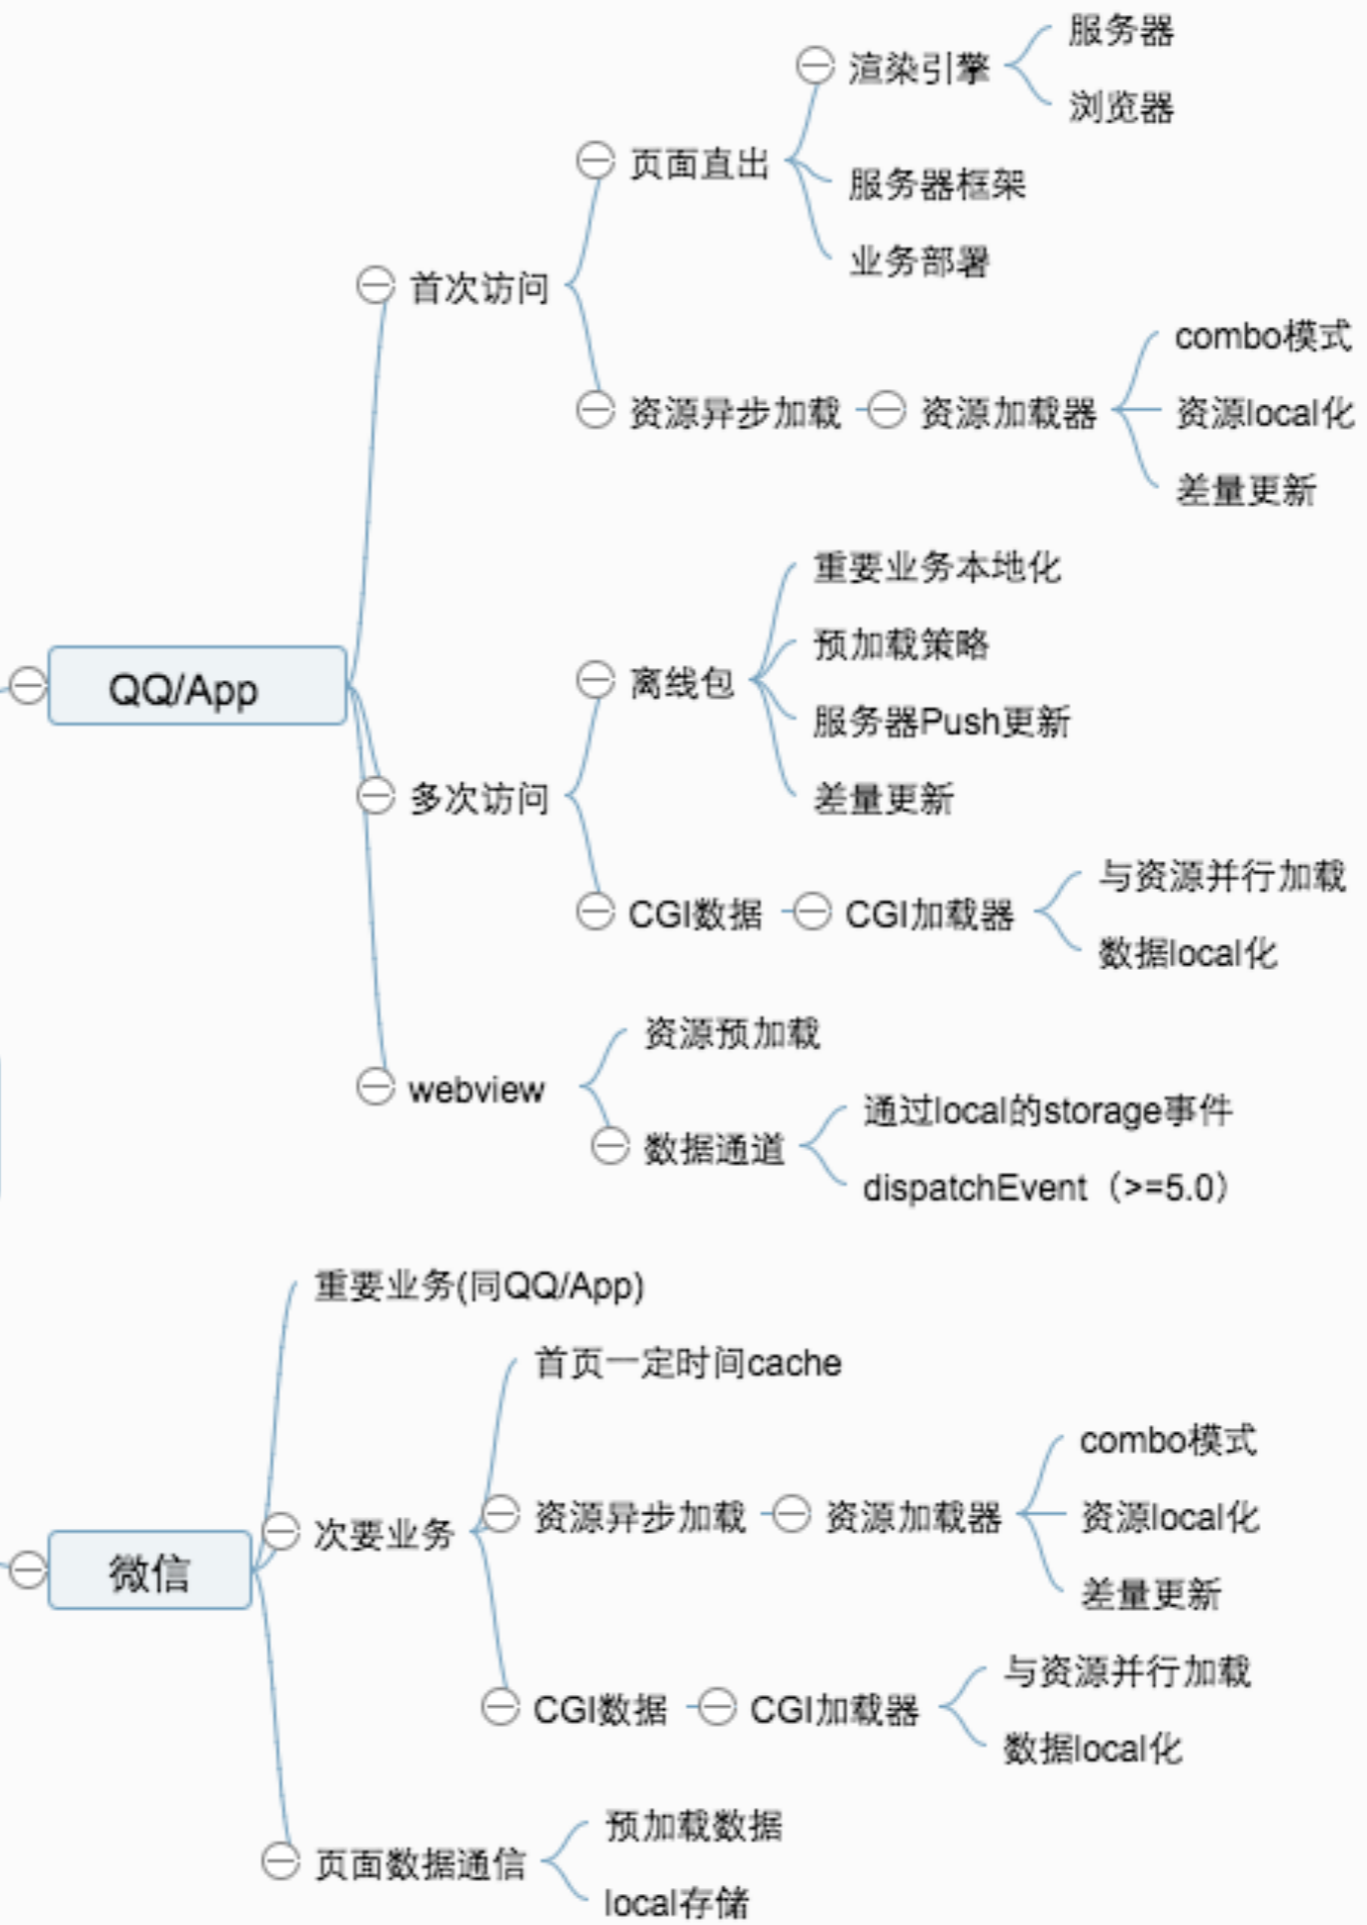 服务器
渲染引擎
浏览器
页面直出
服务器框架
业务部署
首次访问
combo模式
资源异步加载
资源加载器
资源local化
差量更新
重要业务本地化
预加载策略
QQ/App
离线包
服务器Push更新
多次访问
差量更新
与资源并行加载
CGI数据
CGI加载器
数据local化
资源预加载
webview
通过local的storage事件
数据通道
dispatchEvent（>=5.0）
重要业务(同QQ/App)
首页一定时间cache
combo模式
次要业务
资源异步加载
资源加载器
资源local化
微信
差量更新
与资源并行加载
CGI数据
CGI加载器
数据local化
预加载数据
页面数据通信
local存储